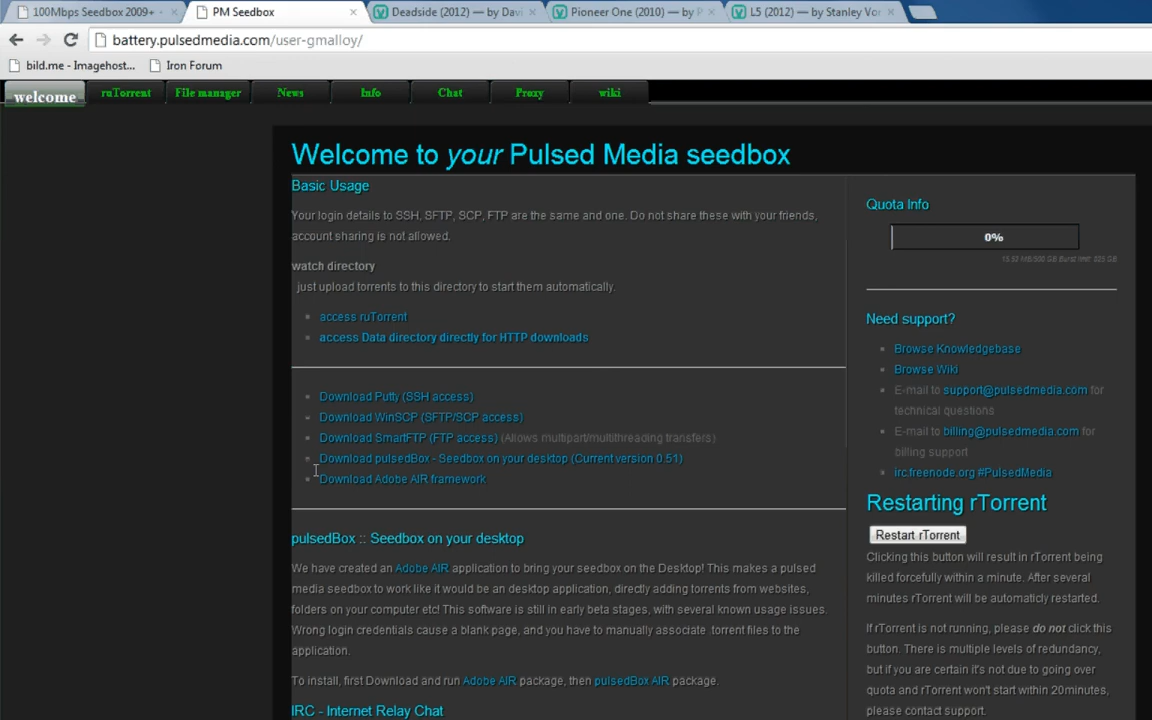 100Mbps Seedbox 2009+ -
PM Seedbox
Deadside (2012) — by Davi
Pioneer One (2010) — by P
L5 (2012) — by Stanley Vor
battery.pulsedmedia.com/user-gmalloy/
bild.me - Imagehost...
Iron Forum
welcome
ruTorrent
File manager
News
Info
Chat
Proxy
wiki
Welcome to your Pulsed Media seedbox
Basic Usage
Your login details to SSH, SFTP, SCP, FTP are the same and one. Do not share these with your friends,
account sharing is not allowed.
watch directory
just upload torrents to this directory to start them automatically.
access ruTorrent
access Data directory directly for HTTP downloads
Download Putty (SSH access)
Download WinSCP (SFTP/SCP access)
Download SmartFTP (FTP access) (Allows multipart/multithreading transfers)
Download pulsedBox - Seedbox on your desktop (Current version 0.51)
Download Adobe AIR framework
pulsedBox :: Seedbox on your desktop
We have created an Adobe AIR application to bring your seedbox on the Desktop! This makes a pulsed
media seedbox to work like it would be an desktop application, directly adding torrents from websites,
folders on your computer etc! This software is still in early beta stages, with several known usage issues.
Wrong login credentials cause a blank page, and you have to manually associate .torrent files to the
application.
To install, first Download and run Adobe AIR package, then pulsedBox AIR package.
IRC - Internet Relay Chat
Quota Info
0%
Need support?
Browse Knowledgebase
Browse Wiki
E-mail to support@pulsedmedia.com for
technical questions
E-mail to billing@pulsedmedia.com for
billing support
irc.freenode.org #PulsedMedia
Restarting rTorrent
Restart rTorrent
Clicking this button will result in rTorrent being
killed forcefully within a minute. After several
minutes rTorrent will be automaticly restarted.
If rTorrent is not running, please do not click this
button. There is multiple levels of redundancy,
but if you are certain it's not due to going over
quota and rTorrent won't start within 20minutes,
please contact support.